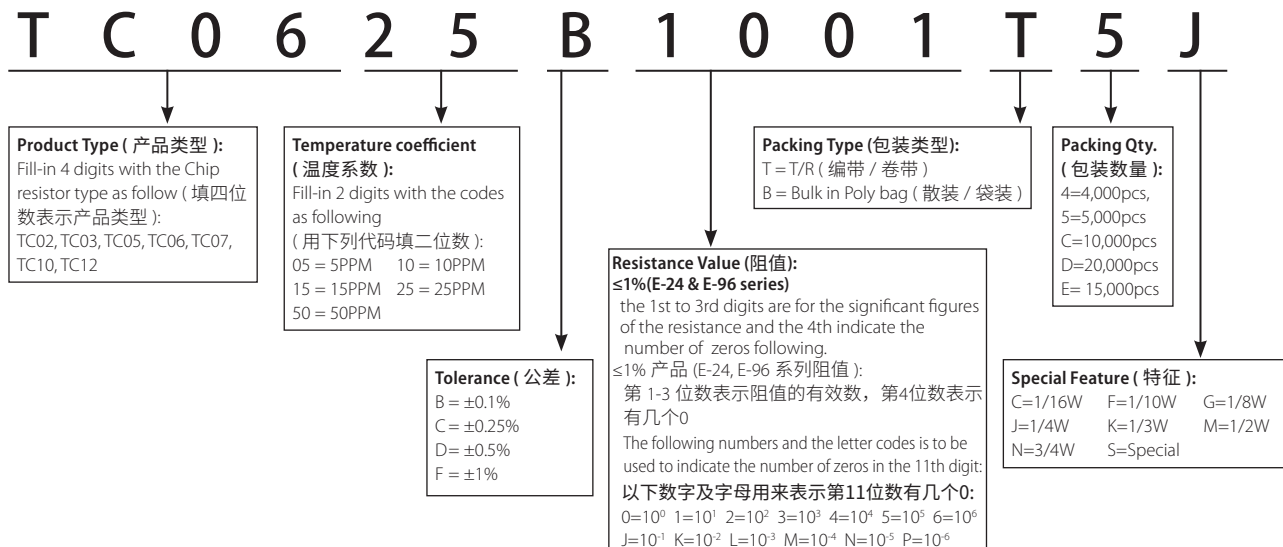 T C 0 6 2 5 B 1 0 0 1 T 5 J
Product Type ( 产品类型 ):
Fill-in 4 digits with the Chip
resistor type as follow ( 填四位
数表示产品类型 ):
TC02, TC03, TC05, TC06, TC07,
TC10, TC12
Temperature coefficient
( 温度系数 ):
Fill-in 2 digits with the codes
as following
( 用下列代码填二位数 ):
05 = 5PPM 10 = 10PPM
15 = 15PPM 25 = 25PPM
50 = 50PPM
Tolerance ( 公差 ):
B = ±0.1%
C = ±0.25%
D= ±0.5%
F = ±1%
Resistance Value (阻值):
≤1%(E-24 & E-96 series)
the 1st to 3rd digits are for the significant figures
of the resistance and the 4th indicate the
number of zeros following.
≤1% 产品 (E-24, E-96 系列阻值 ):
第 1-3 位数表示阻值的有效数，第4位数表示
有几个0
The following numbers and the letter codes is to be
used to indicate the number of zeros in the 11th digit:
以下数字及字母用来表示第11位数有几个0:
0=10⁰ 1=10¹ 2=10² 3=10³ 4=10⁴ 5=10⁵ 6=10⁶
J=10⁻¹ K=10⁻² L=10⁻³ M=10⁻⁴ N=10⁻⁵ P=10⁻⁶
Packing Type (包装类型):
T = T/R ( 编带 / 卷带 )
B = Bulk in Poly bag ( 散装 / 袋装 )
Packing Qty.
( 包装数量 ):
4=4,000pcs,
5=5,000pcs
C=10,000pcs
D=20,000pcs
E= 15,000pcs
Special Feature ( 特征 ):
C=1/16W F=1/10W G=1/8W
J=1/4W K=1/3W M=1/2W
N=3/4W S=Special